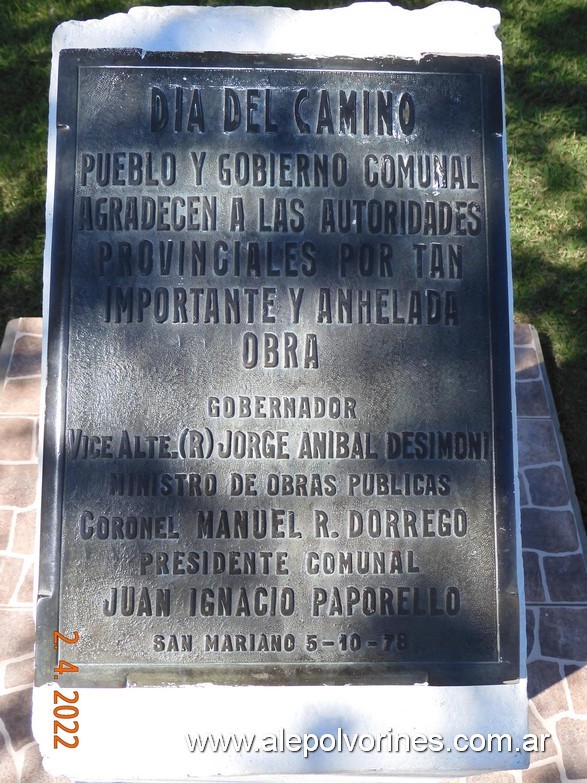 DIA DEL CAMINO
PUEBLO Y GOBIERNO COMUNAL
AGRADECEN A LAS AUTORIDADES
PROVINCIALES POR TAN
IMPORTANTE Y ANHELADA
OBRA
GOBERNADOR
VICE ALTE.(R) JORGE ANIBAL DESIMONI
MINISTRO DE OBRAS PUBLICAS
CORONEL MANUEL R. DORREGO
PRESIDENTE COMUNAL
JUAN IGNACIO PAPORELLO
SAN MARIANO 5-10-78
2.4.2022
www.alepolvorines.com.ar